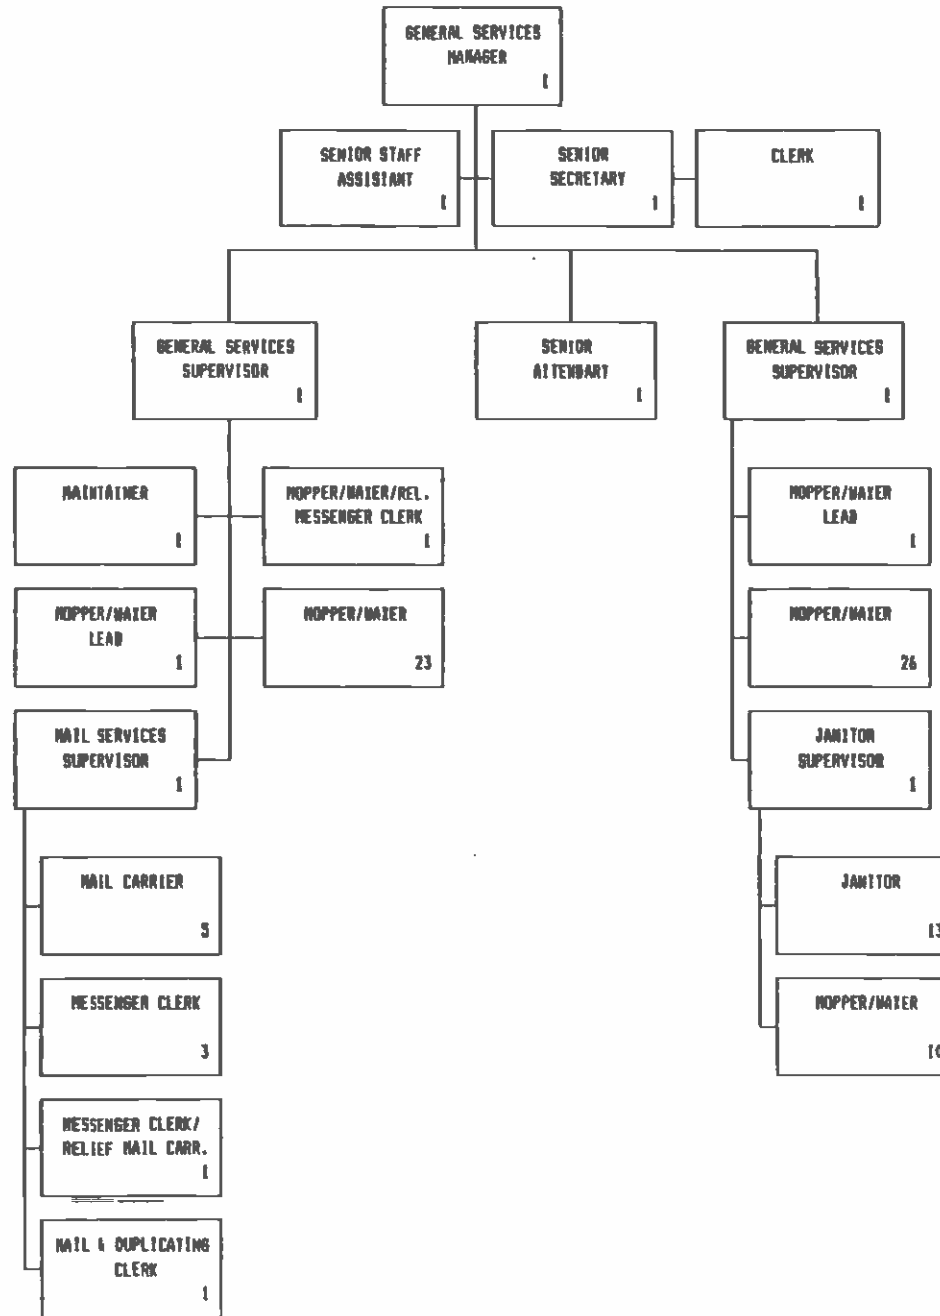 GENERAL SERVICES
MANAGER
1
SENIOR STAFF
ASSISTANT
1
SENIOR
SECRETARY
1
CLERK
1
GENERAL SERVICES
SUPERVISOR
1
SENIOR
ATTENDANT
1
GENERAL SERVICES
SUPERVISOR
1
MAINTAINER
1
MOPPER/WAXER/REL.
MESSENGER CLERK
1
MOPPER/WAXER
LEAD
1
MOPPER/WAXER
LEAD
1
MOPPER/WAXER
23
MOPPER/WAXER
26
MAIL SERVICES
SUPERVISOR
1
JANITOR
SUPERVISOR
1
MAIL CARRIER
5
JANITOR
13
MESSENGER CLERK
3
MOPPER/WAXER
MESSENGER CLERK/
RELIEF MAIL CARR.
1
MAIL & DUPLICATING
CLERK
1